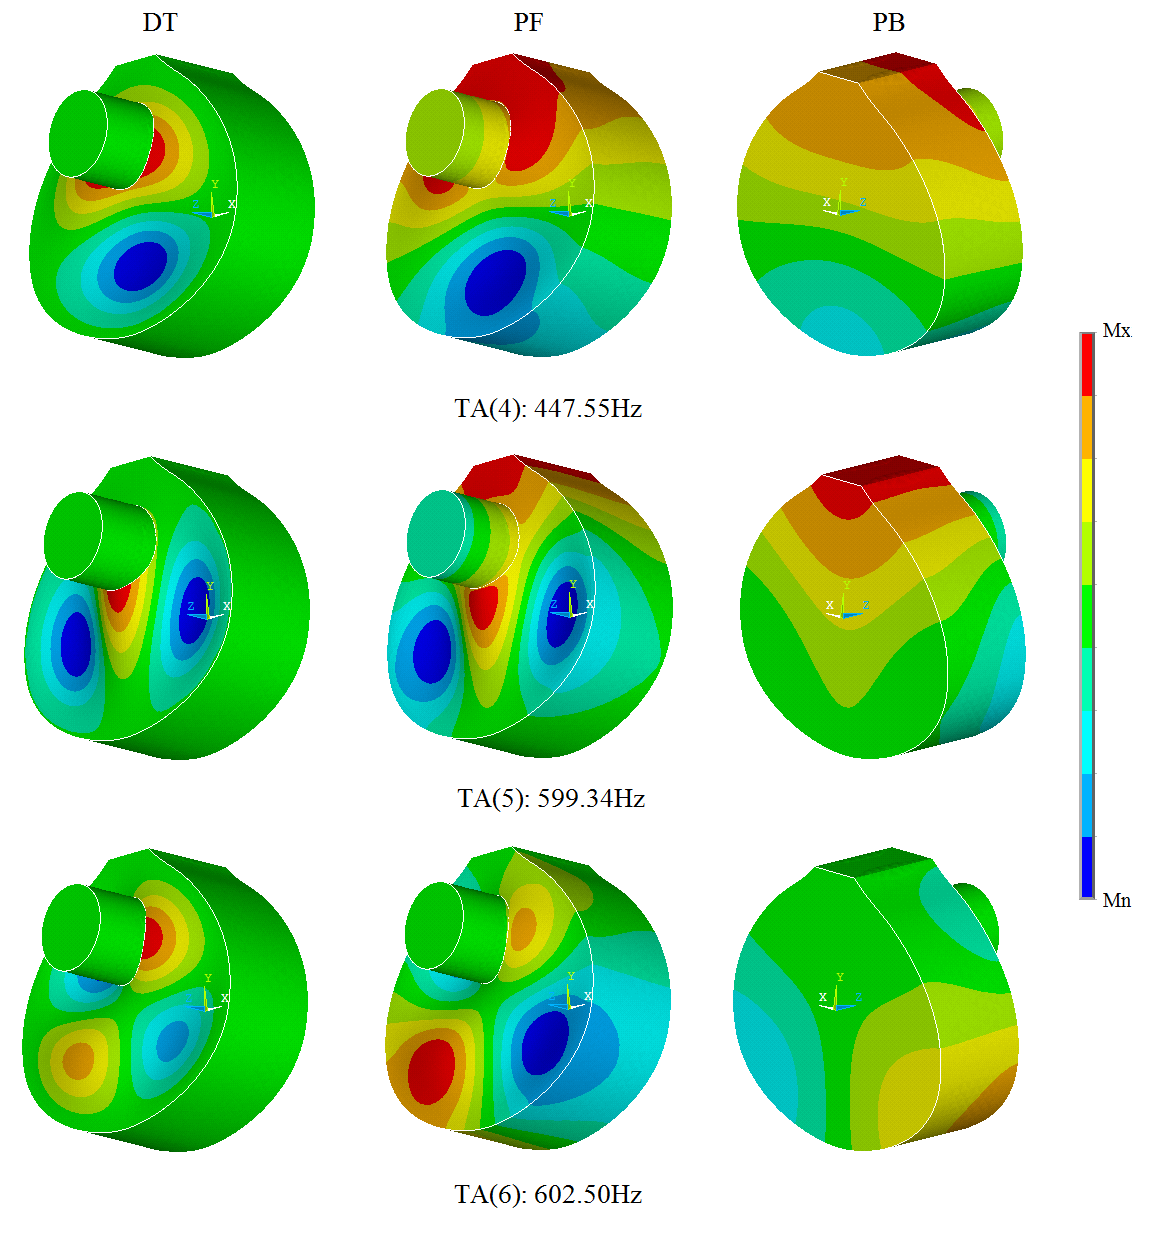 DT PF PB
Y
Z X
Y
Z X
Y
X Z
TA(4): 447.55Hz
Mx
Y
Z X
Y
Z X
Y
X Z
TA(5): 599.34Hz
Mn
Y
Z X
Y
Z X
Y
X Z
TA(6): 602.50Hz